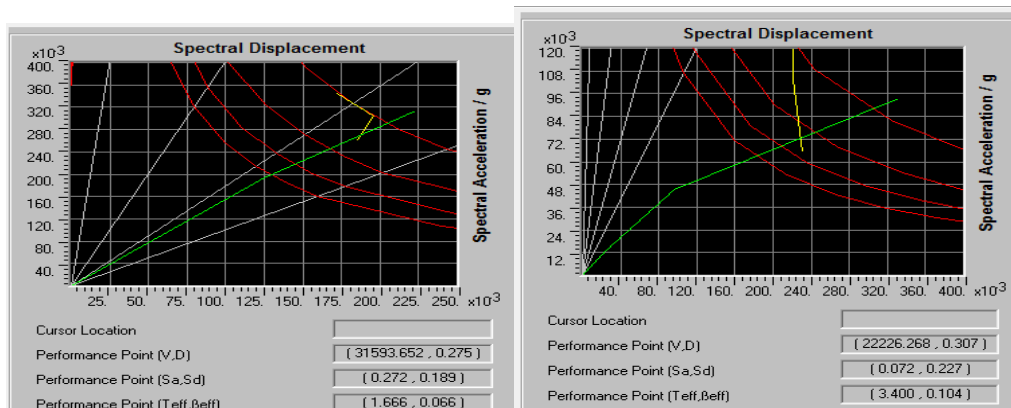 Spectral Displacement
x10-3
400.
360.
320.
280.
240.
200.
160.
120.
80.
40.
25. 50. 75. 100. 125. 150. 175. 200. 225. x10-3
Spectral Acceleration / g
Cursor Location
Performance Point (V,D) ( 31593.652 , 0.275 )
Performance Point (Sa,Sd) ( 0.272 , 0.189 )
Performance Point (Teff,βeff) ( 1.666 , 0.066 )
Spectral Displacement
x10-3
120.
108.
96.
84.
72.
60.
48.
36.
24.
12.
40. 80. 120. 160. 200. 240. 280. 320. 360. 400. x10-3
Spectral Acceleration / g
Cursor Location
Performance Point (V,D) ( 22226.268 , 0.307 )
Performance Point (Sa,Sd) ( 0.072 , 0.227 )
Performance Point (Teff,βeff) ( 3.400 , 0.104 )